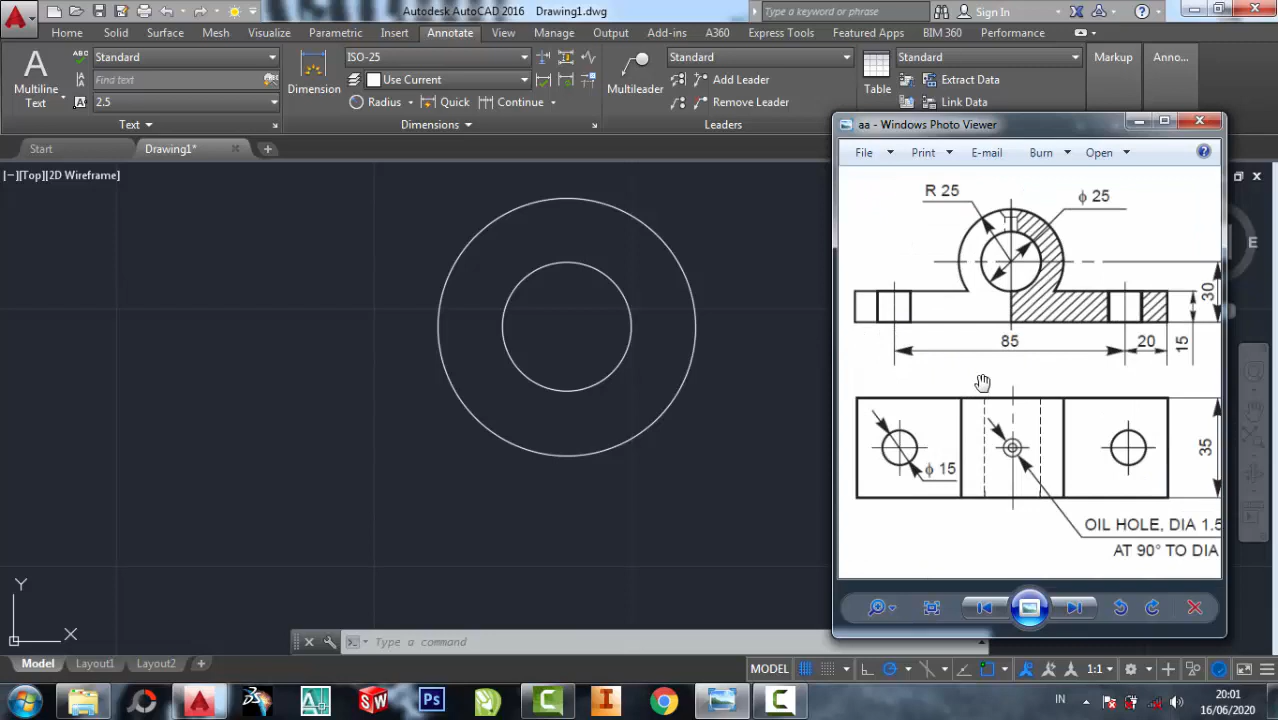 Autodesk AutoCAD 2016 Drawing1.dwg
Type a keyword or phrase
Sign In
Home Insert Solid Surface Mesh Visualize Parametric Insert Annotate View Manage Output Add-ins A360 Express Tools Featured Apps BIM 360 Performance
Standard
ISO-25
Standard
Standard
Find text
Use Current
Add Leader
Extract Data
2.5
Radius
Quick
Continue
Remove Leader
Link Data
Multiline
Text
Dimension
Multileader
Table
Markup
Anno...
Text
Dimensions
Leaders
Start
Drawing1*
[−][Top][2D Wireframe]
E
aa - Windows Photo Viewer
File Print E-mail Burn Open
R 25
ϕ 25
30
85
20
15
35
ϕ 15
OIL HOLE, DIA 1.5
AT 90° TO DIA
Y
X
Type a command
Model Layout1 Layout2
MODEL
1:1
Ps
IN
20:01
16/06/2020